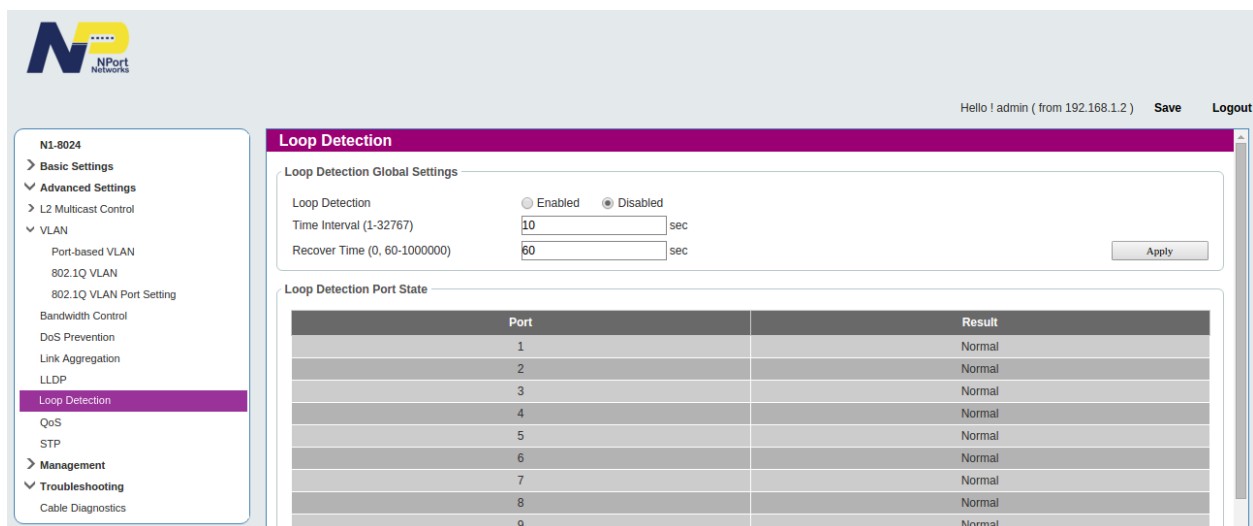 NPort
Networks
Hello ! admin ( from 192.168.1.2 ) Save Logout
N1-8024
Basic Settings
Advanced Settings
L2 Multicast Control
VLAN
Port-based VLAN
802.1Q VLAN
802.1Q VLAN Port Setting
Bandwidth Control
DoS Prevention
Link Aggregation
LLDP
Loop Detection
QoS
STP
Management
Troubleshooting
Cable Diagnostics
Loop Detection
Loop Detection Global Settings
Loop Detection Enabled Disabled
Time Interval (1-32767) 10 sec
Recover Time (0, 60-1000000) 60 sec
Apply
Loop Detection Port State
Port Result
1 Normal
2 Normal
3 Normal
4 Normal
5 Normal
6 Normal
7 Normal
8 Normal
9 Normal